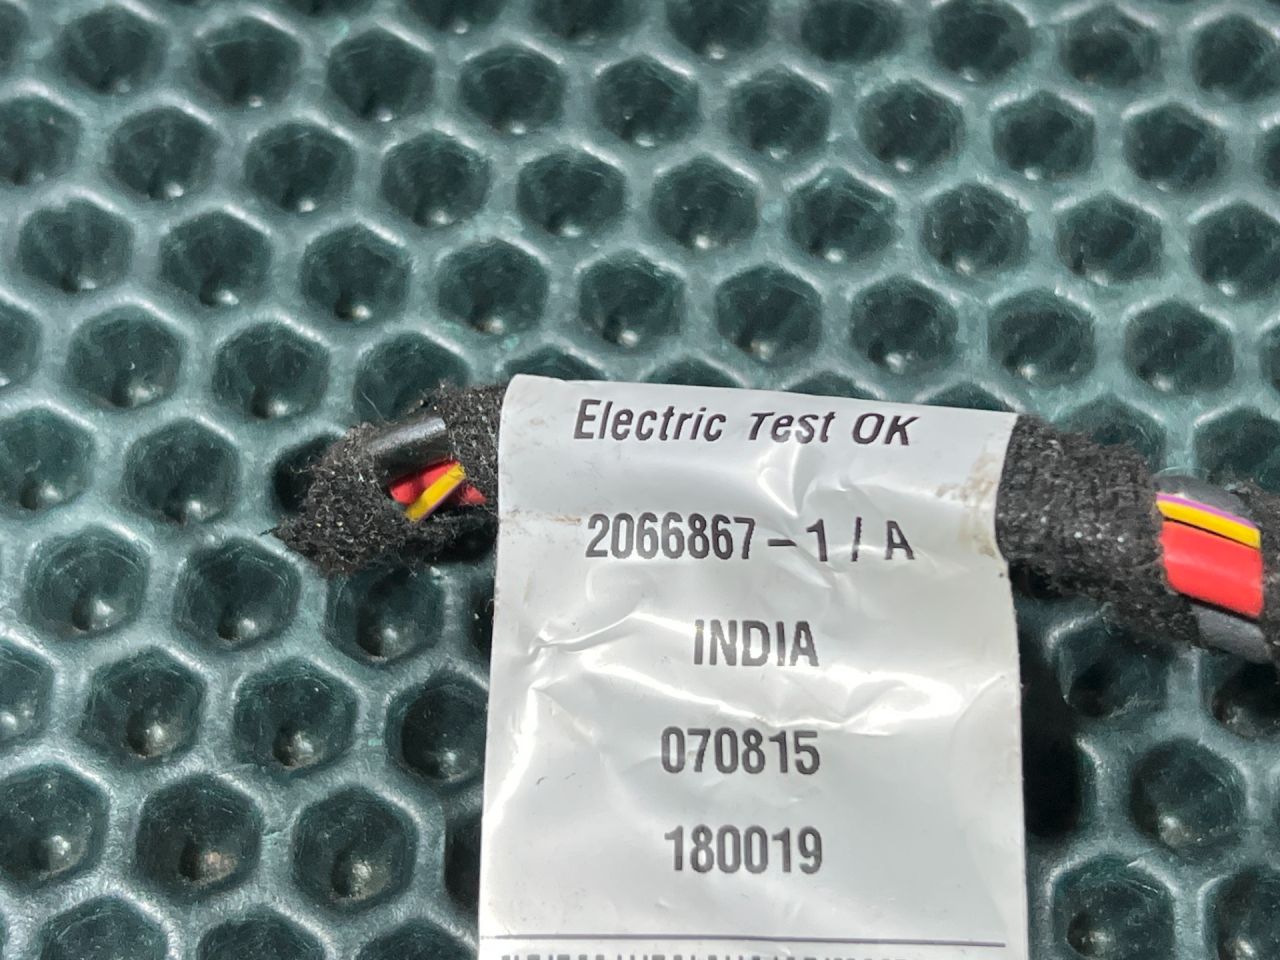 Electric Test OK
2066867-1/A
INDIA
070815
180019